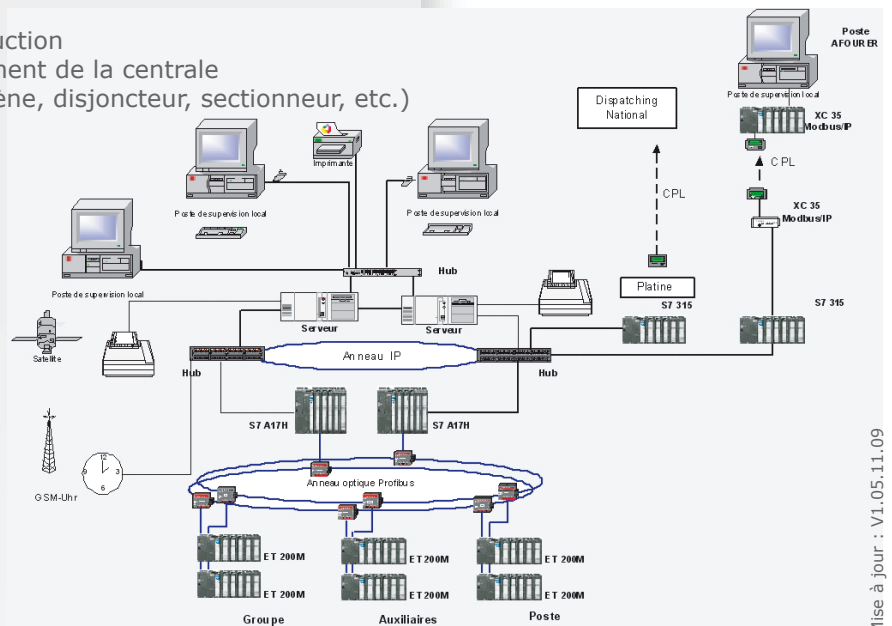 uction
nent de la centrale
ène, disjoncteur, sectionneur, etc.)
Poste
AFOURER
Poste de supervision local
XC 35
Modbus/IP
Dispatching
National
CPL
CPL
XC 35
Modbus/IP
Imprimante
Poste de supervision local
Poste de supervision local
Poste de supervision local
Hub
Platine
S7 315
S7 315
Serveur
Serveur
Satellite
Hub
Anneau IP
Hub
S7 A17H
S7 A17H
12
9
3
6
GSM-Uhr
Anneau optique Profibus
ET 200M
ET 200M
ET 200M
ET 200M
ET 200M
ET 200M
Groupe
Auxiliaires
Poste
Mise à jour : V1.05.11.09